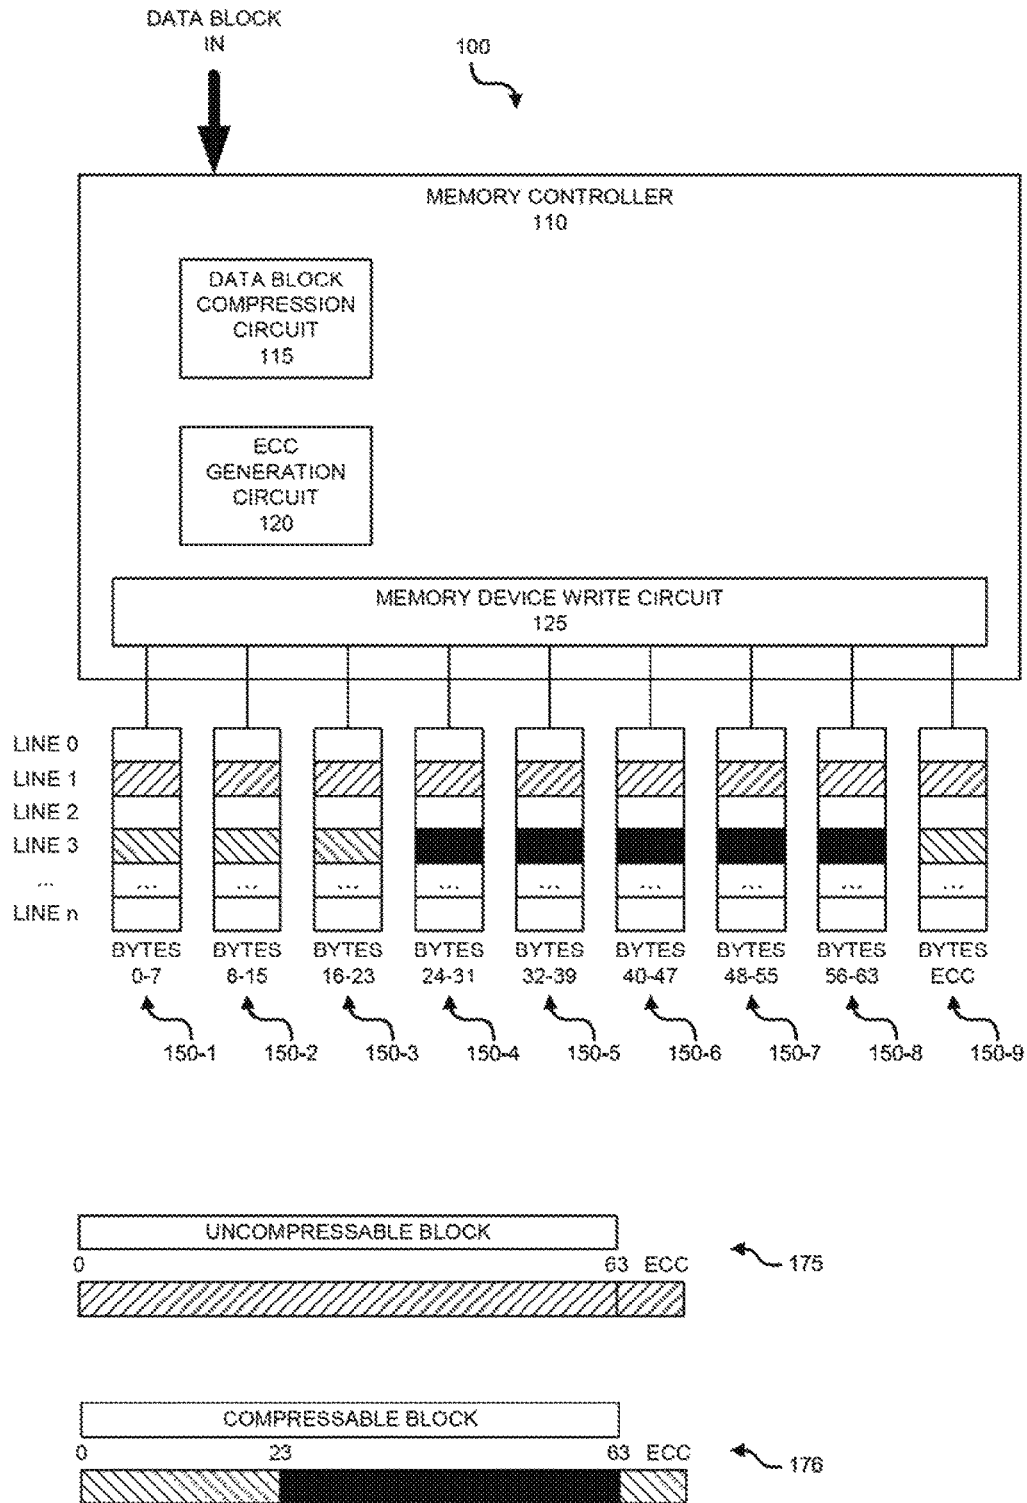 DATA BLOCK
IN
100
MEMORY CONTROLLER
110
DATA BLOCK
COMPRESSION
CIRCUIT
115
ECC
GENERATION
CIRCUIT
120
MEMORY DEVICE WRITE CIRCUIT
125
LINE 0
LINE 1
LINE 2
LINE 3
...
... ... ... ... ... ... ... ... ...
LINE n
BYTES BYTES BYTES BYTES BYTES BYTES BYTES BYTES BYTES
0-7 8-15 16-23 24-31 32-39 40-47 48-55 56-63 ECC
150-1 150-2 150-3 150-4 150-5 150-6 150-7 150-8 150-9
UNCOMPRESSABLE BLOCK
0 63 ECC
175
COMPRESSABLE BLOCK
0 23 63 ECC
176